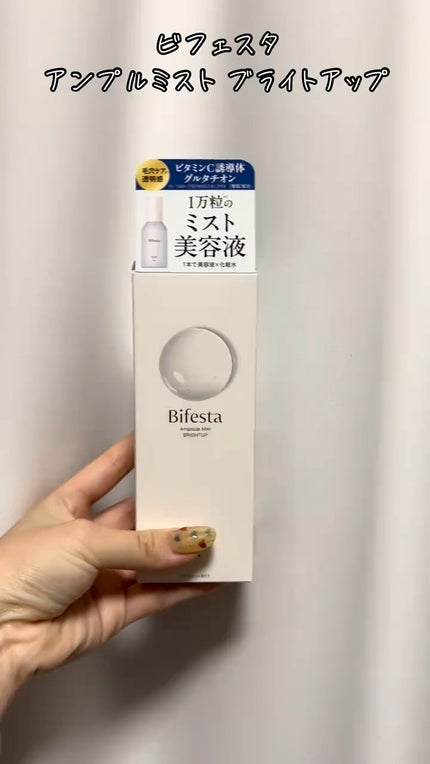 ビフェスタ
アンプルミスト ブライトアップ
毛穴ケア
透明感
ビタミンC誘導体
グルタチオン
1万粒の
ミスト
美容液
1本で美容液×化粧水
Bifesta
Bifesta
Ampoule Mist
BRIGHTUP